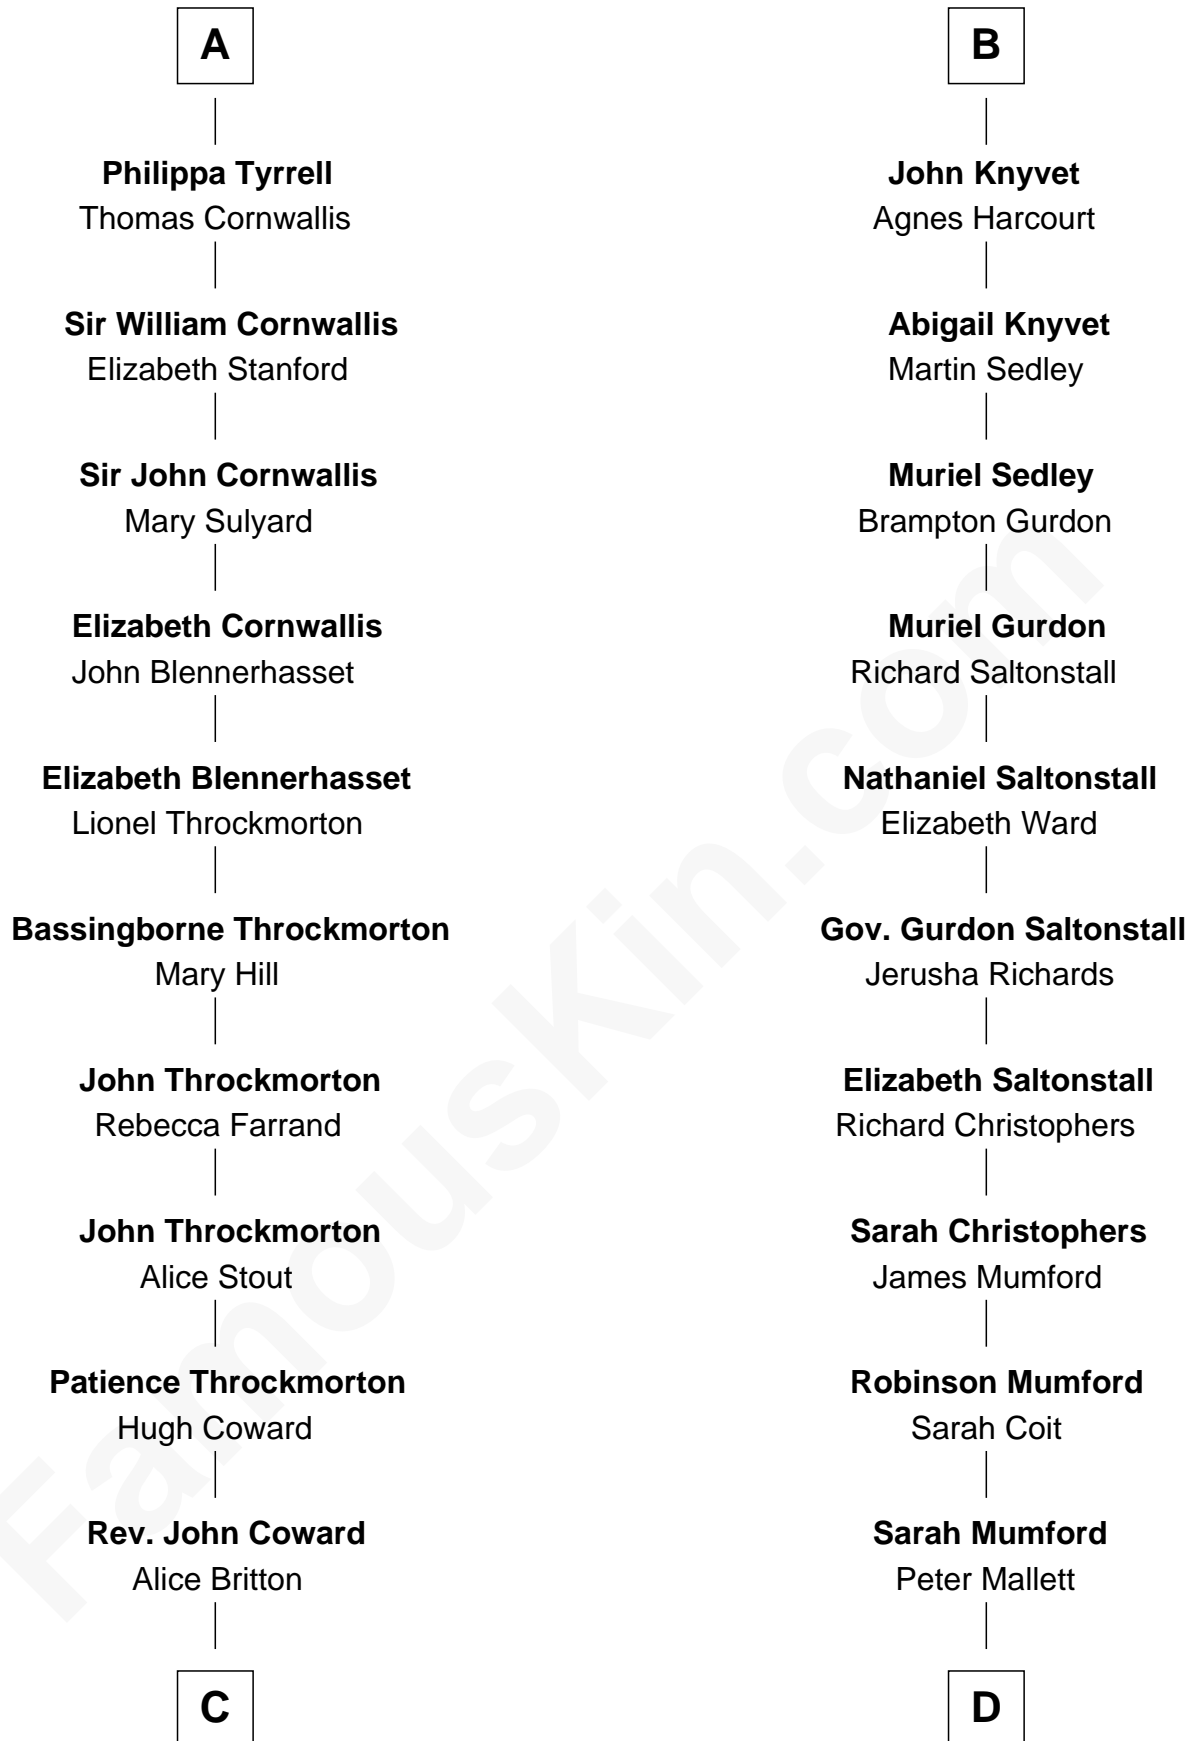 A
Philippa Tyrrell
Thomas Cornwallis
Sir William Cornwallis
Elizabeth Stanford
Sir John Cornwallis
Mary Sulyard
Elizabeth Cornwallis
John Blennerhasset
Elizabeth Blennerhasset
Lionel Throckmorton
Bassingborne Throckmorton
Mary Hill
John Throckmorton
Rebecca Farrand
John Throckmorton
Alice Stout
Patience Throckmorton
Hugh Coward
Rev. John Coward
Alice Britton
C
B
John Knyvet
Agnes Harcourt
Abigail Knyvet
Martin Sedley
Muriel Sedley
Brampton Gurdon
Muriel Gurdon
Richard Saltonstall
Nathaniel Saltonstall
Elizabeth Ward
Gov. Gurdon Saltonstall
Jerusha Richards
Elizabeth Saltonstall
Richard Christophers
Sarah Christophers
James Mumford
Robinson Mumford
Sarah Coit
Sarah Mumford
Peter Mallett
D
FamousKin.com